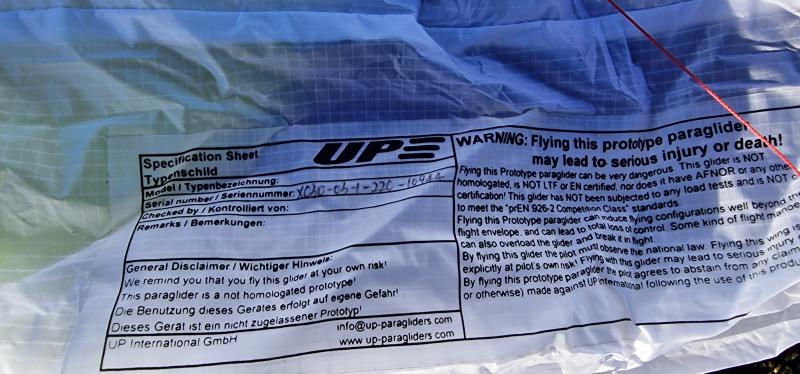 Specification Sheet
Typenschild
UP
Model / Typenbezeichnung:
Serial number / Seriennummer:
Checked by / Kontrolliert von:
Remarks / Bemerkungen:
General Disclaimer / Wichtiger Hinweis:
We remind you that you fly this glider at your own risk!
This paraglider is a not homologated prototype!
Die Benutzung dieses Gerätes erfolgt auf eigene Gefahr!
Dieses Gerät ist ein nicht zugelassener Prototyp!
UP International GmbH
info@up-paragliders.com
www.up-paragliders.com
WARNING: Flying this prototype paraglider
may lead to serious injury or death!
Flying this Prototype paraglider can be very dangerous. This glider is NOT
homologated, is NOT LTF or EN certified, nor does it have AFNOR or any other
certification! This glider has NOT been subjected to any load tests and is NOT
to meet the "prEN 926-2 Competition Class" standards.
Flying this Prototype paraglider can induce flying configurations well beyond the
flight envelope, and can lead to total loss of control. Some kind of flight
can also overload the glider and break it in flight.
By flying this glider the pilot must observe the national law. Flying this wing is
explicitly at pilot's own risk! Flying with this glider may lead to serious injury
By flying this prototype paraglider the pilot agrees to abstain from any claim
or otherwise) made against UP International following the use of this